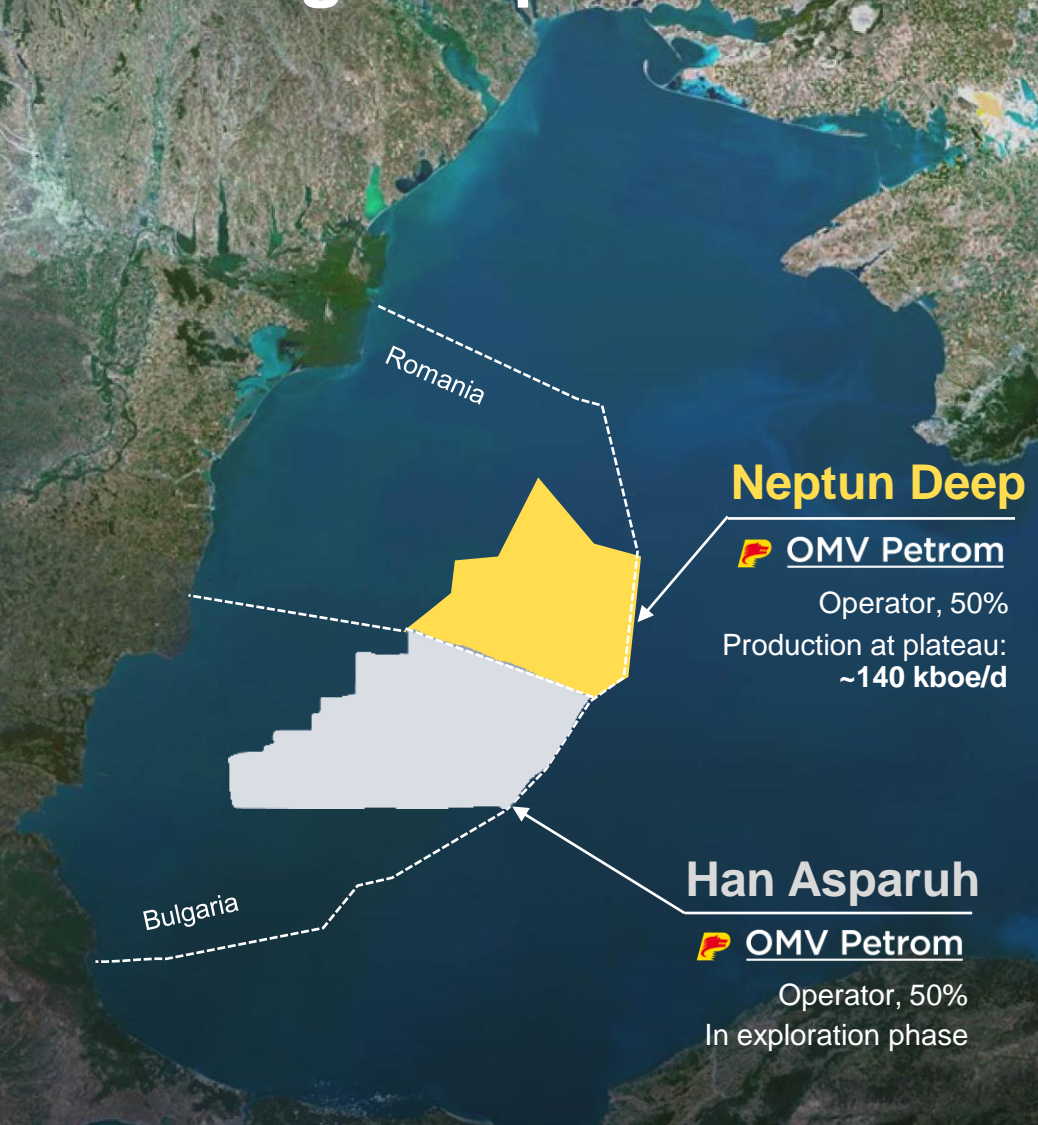 Romania
Neptun Deep
OMV Petrom
Operator, 50%
Production at plateau:
~140 kboe/d
Han Asparuh
OMV Petrom
Operator, 50%
In exploration phase
Bulgaria